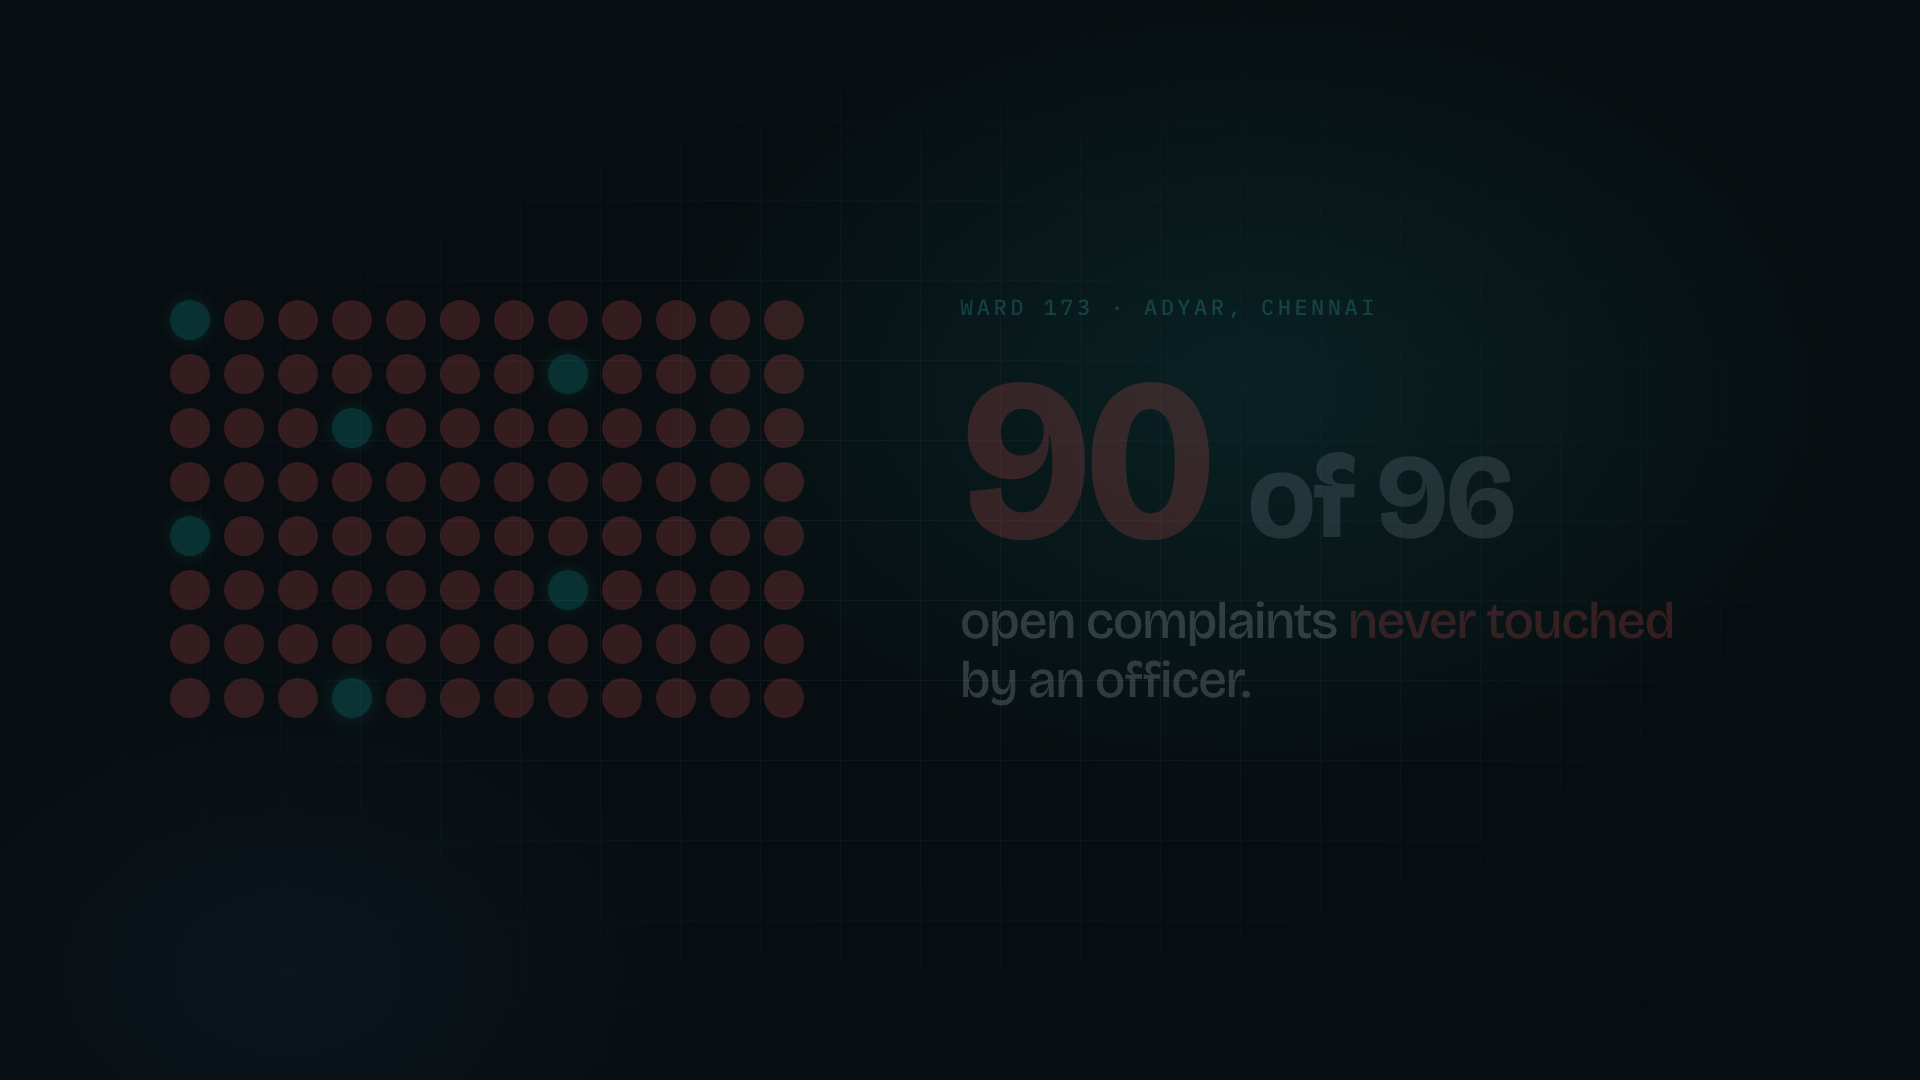 WARD 173 · ADYAR, CHENNAI
90 of 96
open complaints never touched
by an officer.